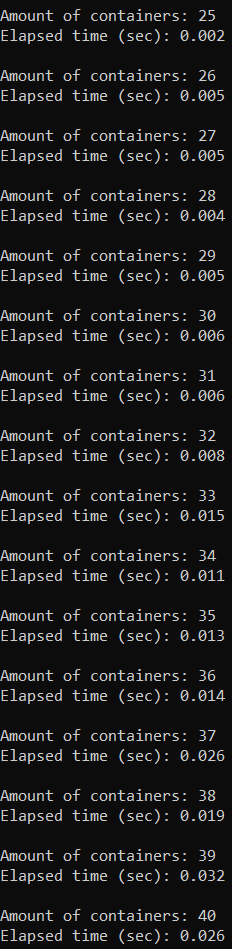 Amount of containers: 25
Elapsed time (sec): 0.002
Amount of containers: 26
Elapsed time (sec): 0.005
Amount of containers: 27
Elapsed time (sec): 0.005
Amount of containers: 28
Elapsed time (sec): 0.004
Amount of containers: 29
Elapsed time (sec): 0.005
Amount of containers: 30
Elapsed time (sec): 0.006
Amount of containers: 31
Elapsed time (sec): 0.006
Amount of containers: 32
Elapsed time (sec): 0.008
Amount of containers: 33
Elapsed time (sec): 0.015
Amount of containers: 34
Elapsed time (sec): 0.011
Amount of containers: 35
Elapsed time (sec): 0.013
Amount of containers: 36
Elapsed time (sec): 0.014
Amount of containers: 37
Elapsed time (sec): 0.026
Amount of containers: 38
Elapsed time (sec): 0.019
Amount of containers: 39
Elapsed time (sec): 0.032
Amount of containers: 40
Elapsed time (sec): 0.026